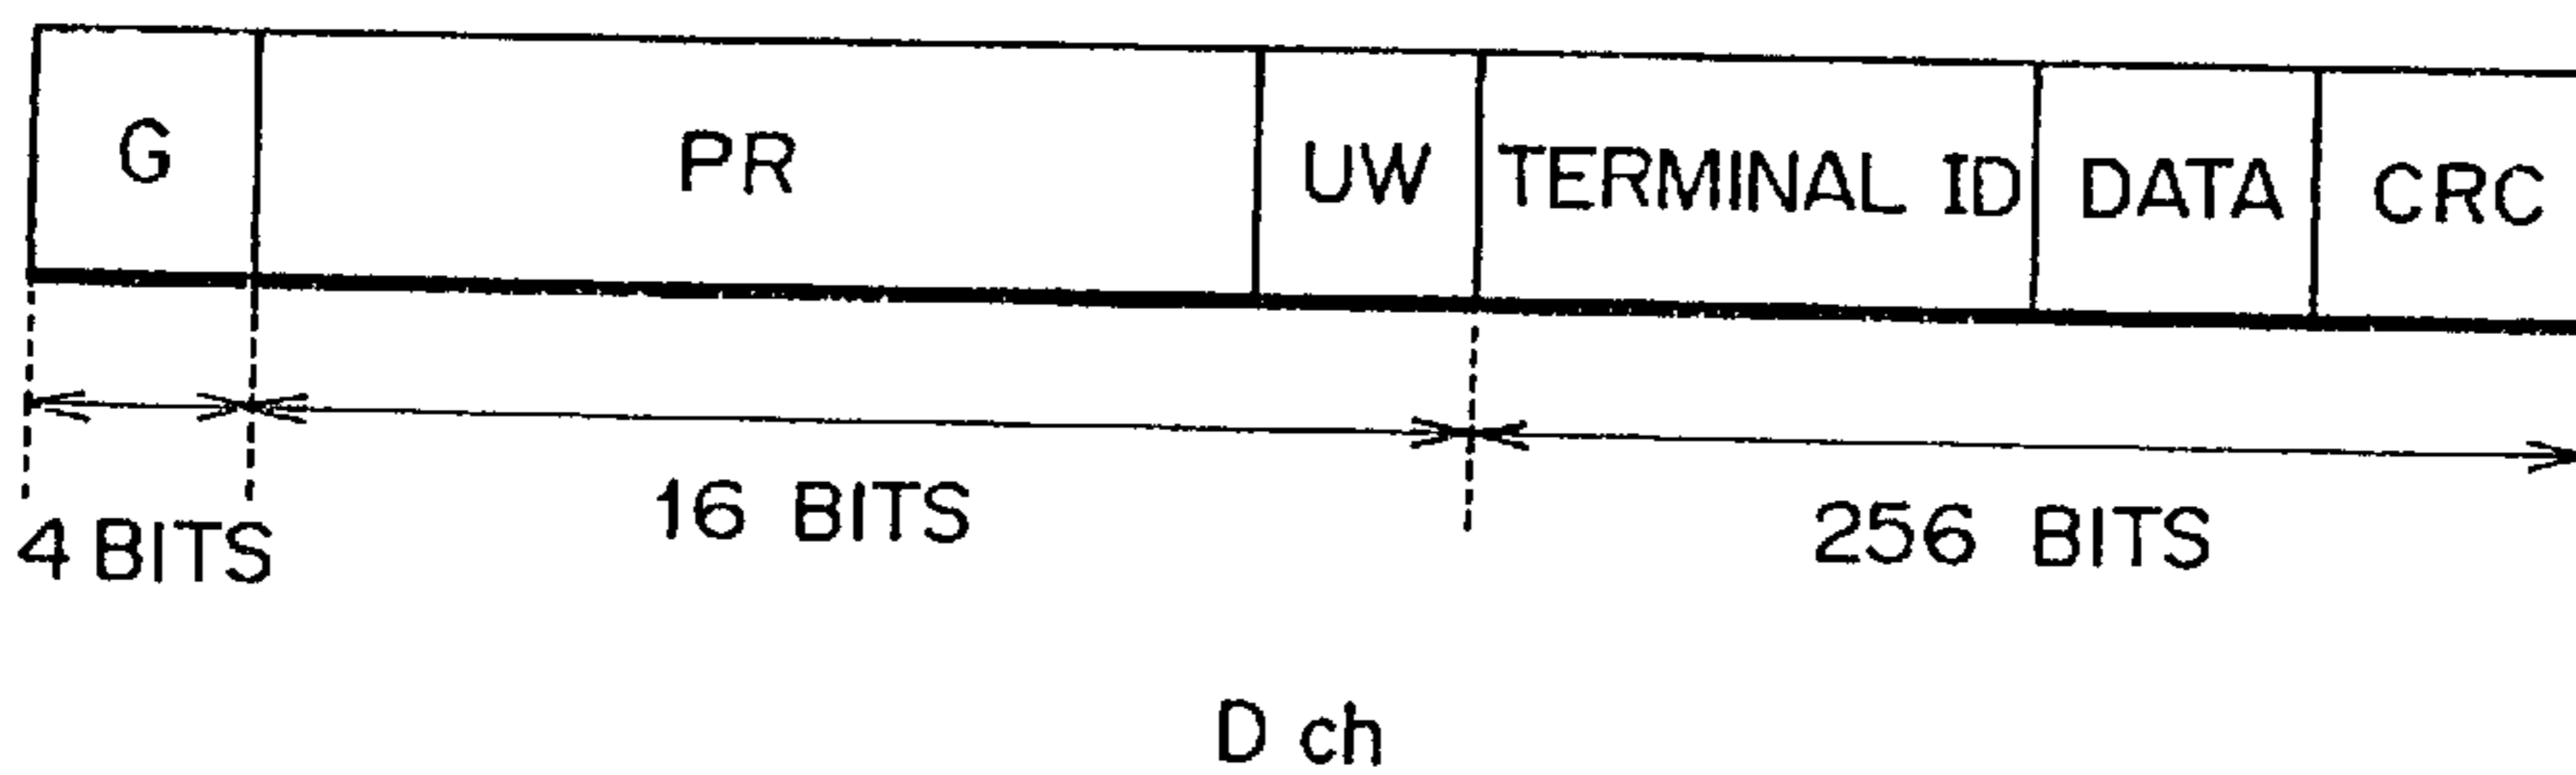 G PR UW TERMINAL ID DATA CRC
4 BITS 16 BITS 256 BITS
D ch